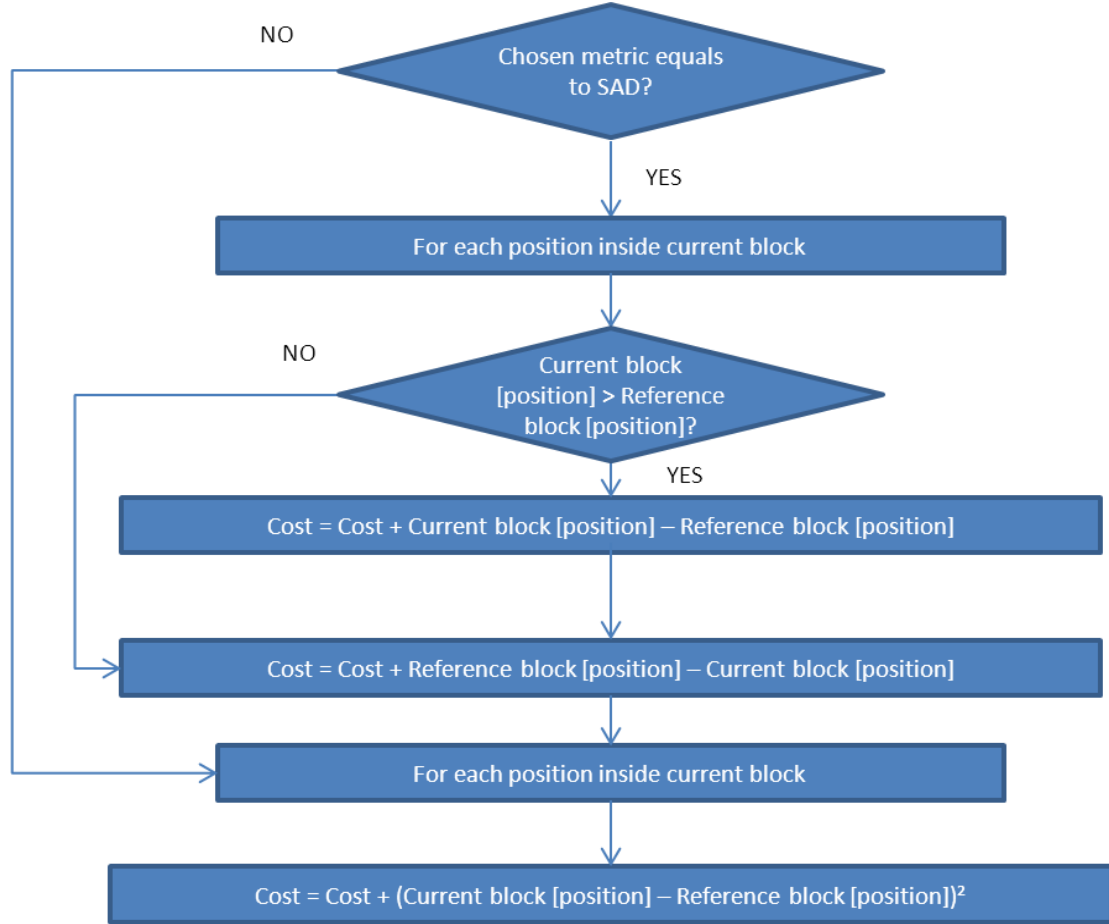 NO
Chosen metric equals
to SAD?
YES
For each position inside current block
NO
Current block
[position] > Reference
block [position]?
YES
Cost = Cost + Current block [position] – Reference block [position]
Cost = Cost + Reference block [position] – Current block [position]
For each position inside current block
Cost = Cost + (Current block [position] – Reference block [position])²